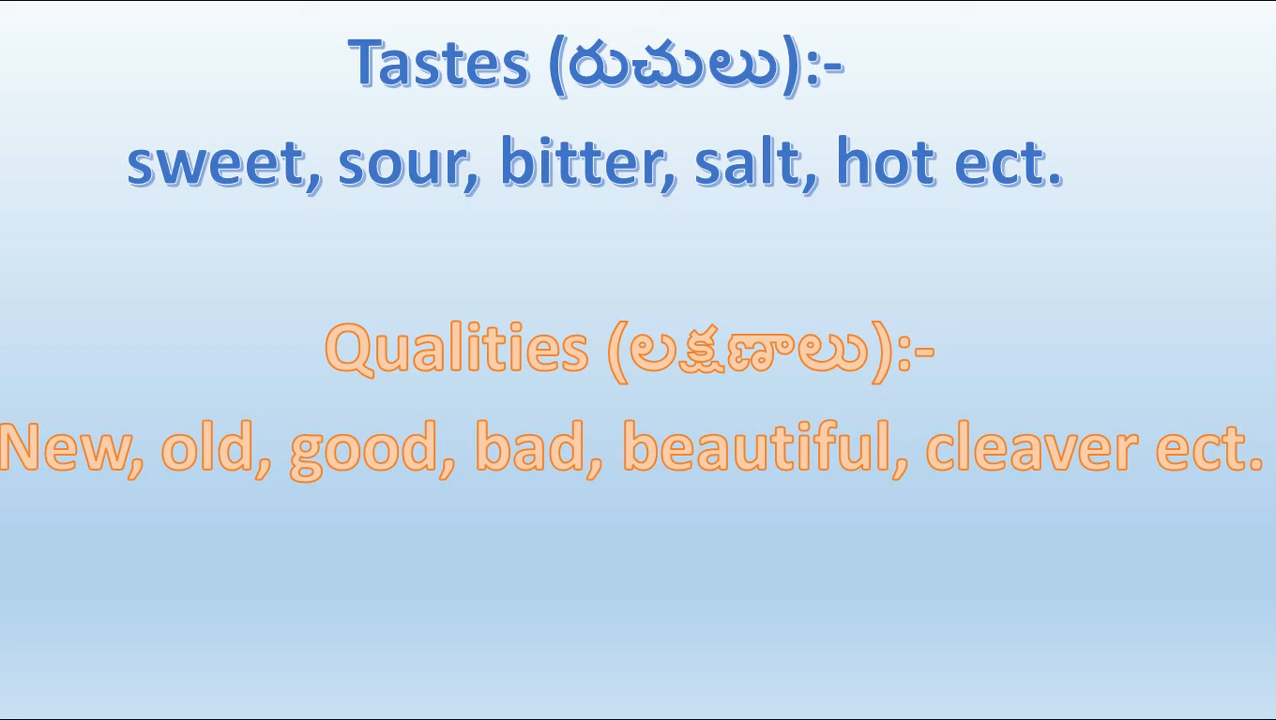 Tastes (రుచులు):-
sweet, sour, bitter, salt, hot ect.
Qualities (లక్షణాలు):-
New, old, good, bad, beautiful, cleaver ect.